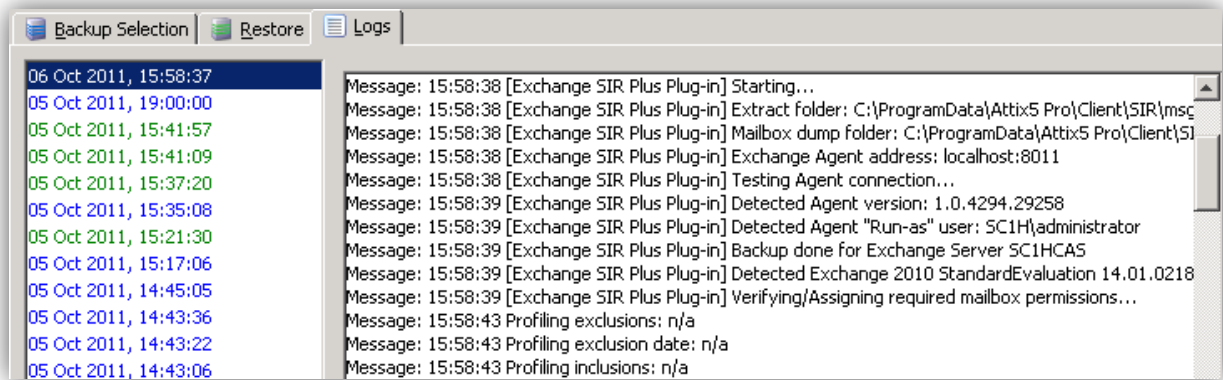 Backup Selection
Restore
Logs
06 Oct 2011, 15:58:37
05 Oct 2011, 19:00:00
05 Oct 2011, 15:41:57
05 Oct 2011, 15:41:09
05 Oct 2011, 15:37:20
05 Oct 2011, 15:35:08
05 Oct 2011, 15:21:30
05 Oct 2011, 15:17:06
05 Oct 2011, 14:45:05
05 Oct 2011, 14:43:36
05 Oct 2011, 14:43:22
05 Oct 2011, 14:43:06
Message: 15:58:38 [Exchange SIR Plus Plug-in] Starting...
Message: 15:58:38 [Exchange SIR Plus Plug-in] Extract folder: C:\ProgramData\Attix5 Pro\Client\SIR\msg
Message: 15:58:38 [Exchange SIR Plus Plug-in] Mailbox dump folder: C:\ProgramData\Attix5 Pro\Client\SI
Message: 15:58:38 [Exchange SIR Plus Plug-in] Exchange Agent address: localhost:8011
Message: 15:58:38 [Exchange SIR Plus Plug-in] Testing Agent connection...
Message: 15:58:39 [Exchange SIR Plus Plug-in] Detected Agent version: 1.0.4294.29258
Message: 15:58:39 [Exchange SIR Plus Plug-in] Detected Agent "Run-as" user: SC1H\administrator
Message: 15:58:39 [Exchange SIR Plus Plug-in] Backup done for Exchange Server SC1HCAS
Message: 15:58:39 [Exchange SIR Plus Plug-in] Detected Exchange 2010 StandardEvaluation 14.01.0218
Message: 15:58:39 [Exchange SIR Plus Plug-in] Verifying/Assigning required mailbox permissions...
Message: 15:58:43 Profiling exclusions: n/a
Message: 15:58:43 Profiling exclusion date: n/a
Message: 15:58:43 Profiling inclusions: n/a